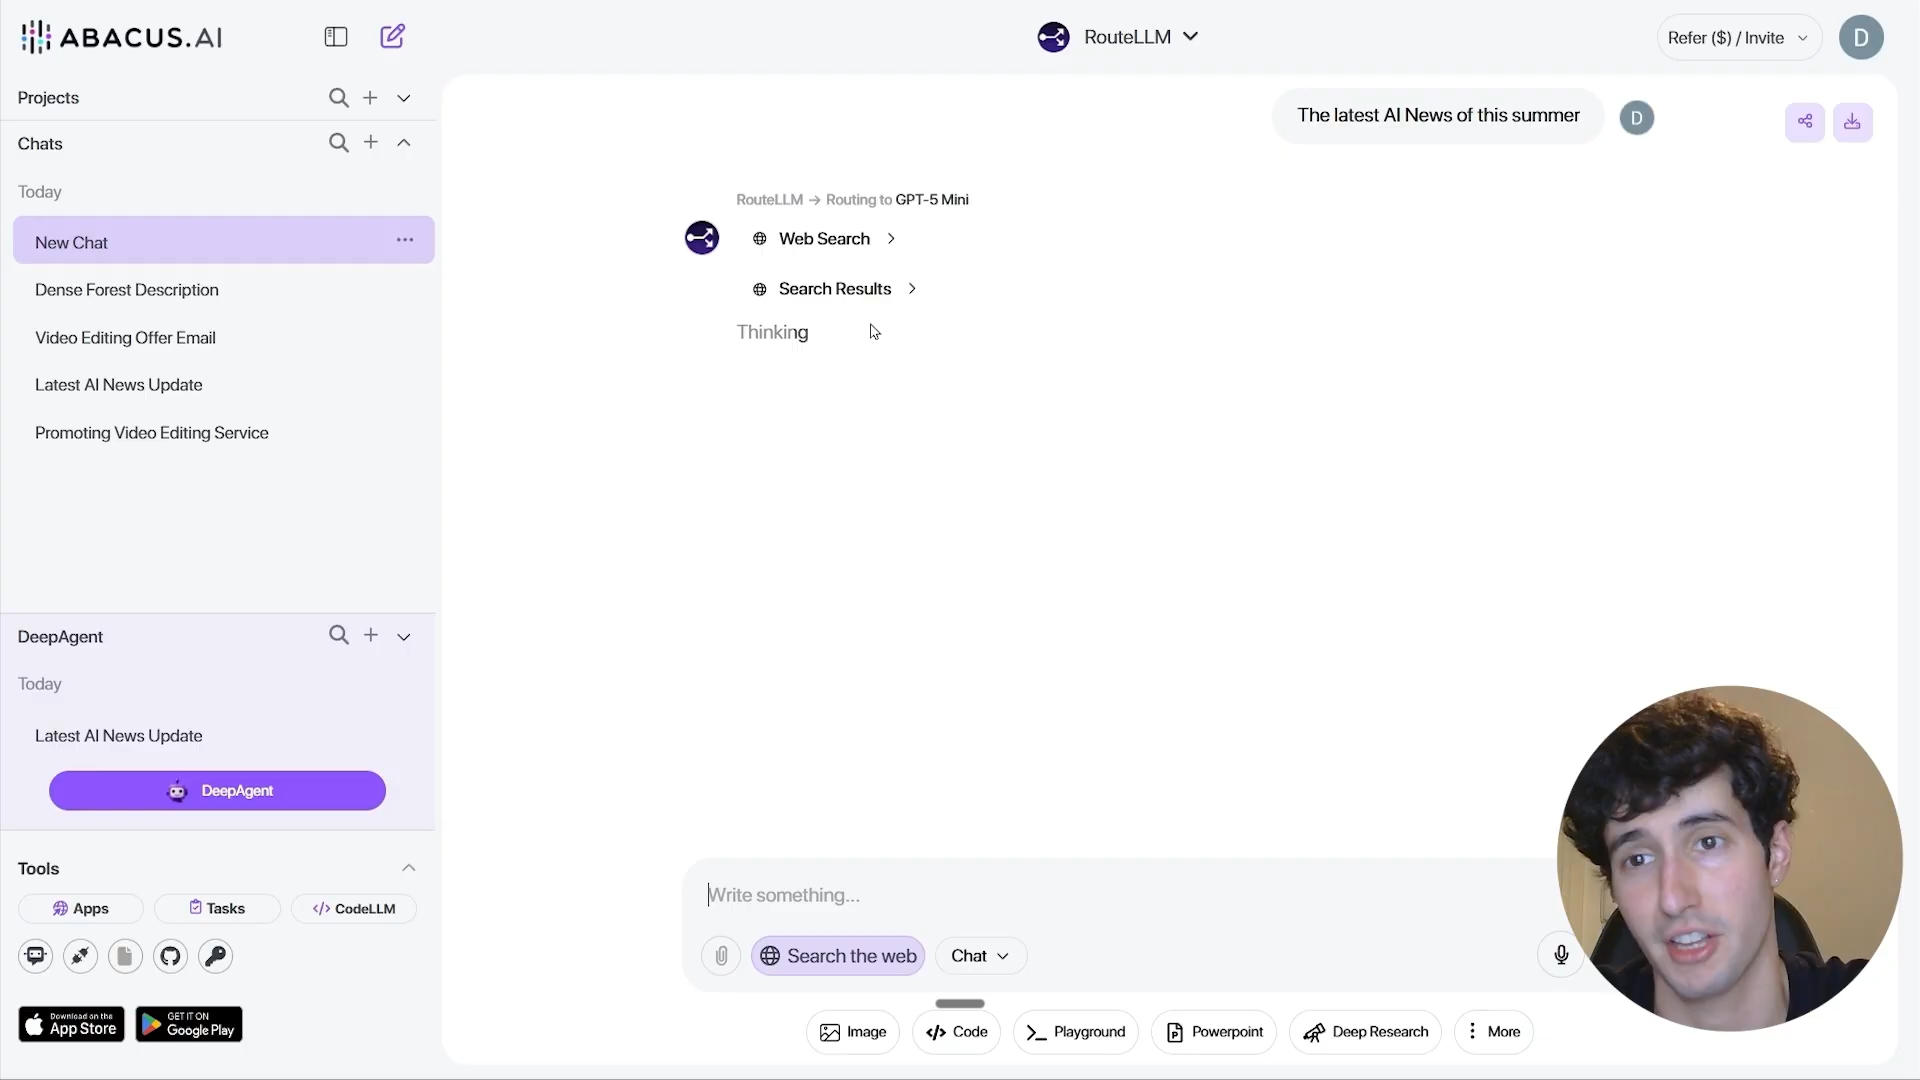 ABACUS.AI
RouteLLM
Refer ($) / Invite
D
Projects
Chats
Today
New Chat
Dense Forest Description
Video Editing Offer Email
Latest AI News Update
Promoting Video Editing Service
The latest AI News of this summer
D
RouteLLM → Routing to GPT-5 Mini
Web Search
Search Results
Thinking
DeepAgent
Today
Latest AI News Update
DeepAgent
Tools
Apps
Tasks
</> CodeLLM
Download on the
App Store
GET IT ON
Google Play
Write something...
Search the web
Chat
Image
</> Code
Playground
Powerpoint
Deep Research
More